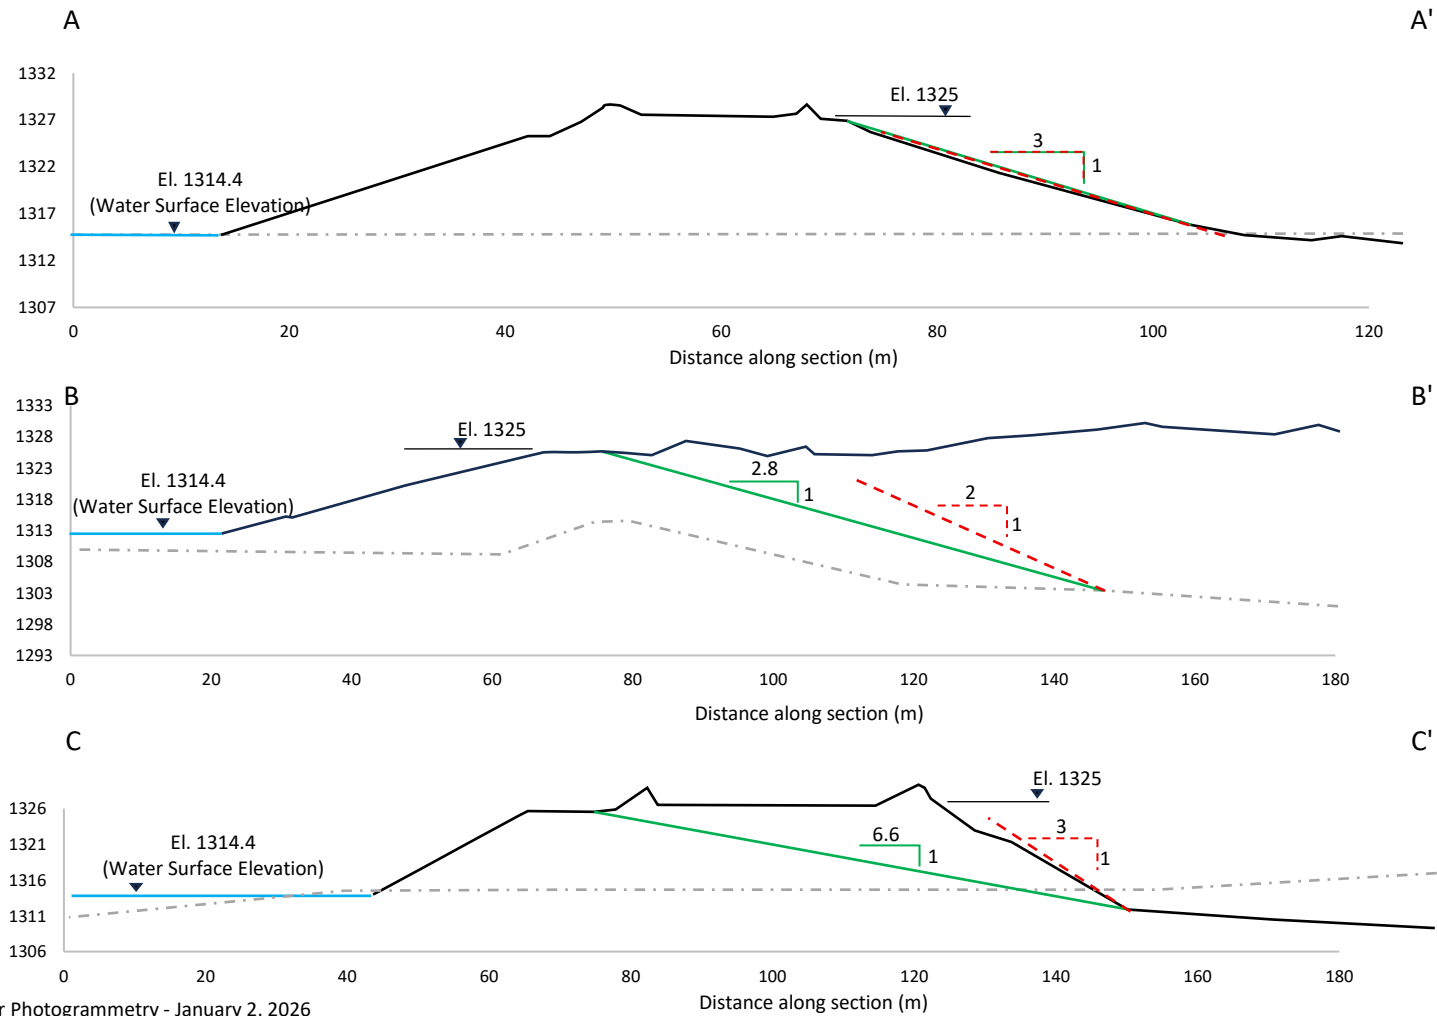 A A'
1332
El. 1325
1327
3
1
1322
El. 1314.4
(Water Surface Elevation)
1317
1312
1307
0 20 40 60 80 100 120
Distance along section (m)
B B'
1333
El. 1325
1328
1323
2.8
1
El. 1314.4
(Water Surface Elevation)
1318
2
1
1313
1308
1303
1298
1293
0 20 40 60 80 100 120 140 160 180
Distance along section (m)
C C'
El. 1325
1326
6.6
1
3
1
El. 1314.4
(Water Surface Elevation)
1321
1316
1311
1306
0 20 40 60 80 100 120 140 160 180
Distance along section (m)
r Photogrammetry - January 2, 2026